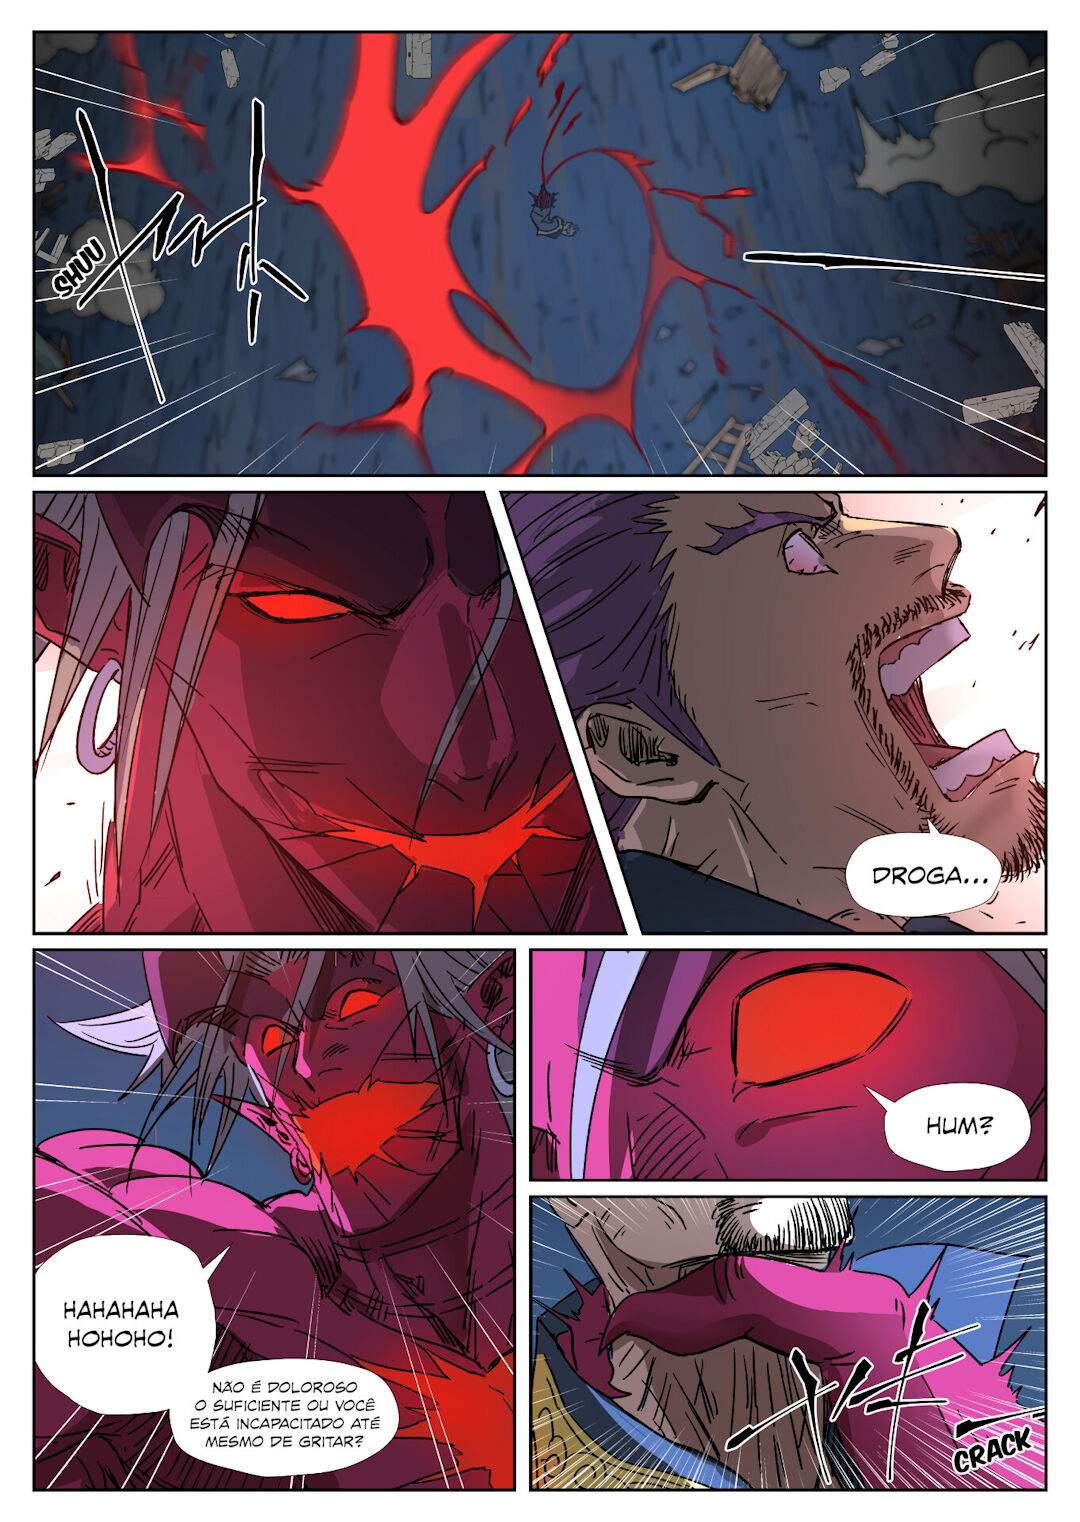 SHUU
DROGA...
HAHAHAHA
HOHOHO!
NÃO É DOLOROSO
O SUFICIENTE OU VOCÊ
ESTÁ INCAPACITADO ATÉ
MESMO DE GRITAR?
HUM?
CRACK